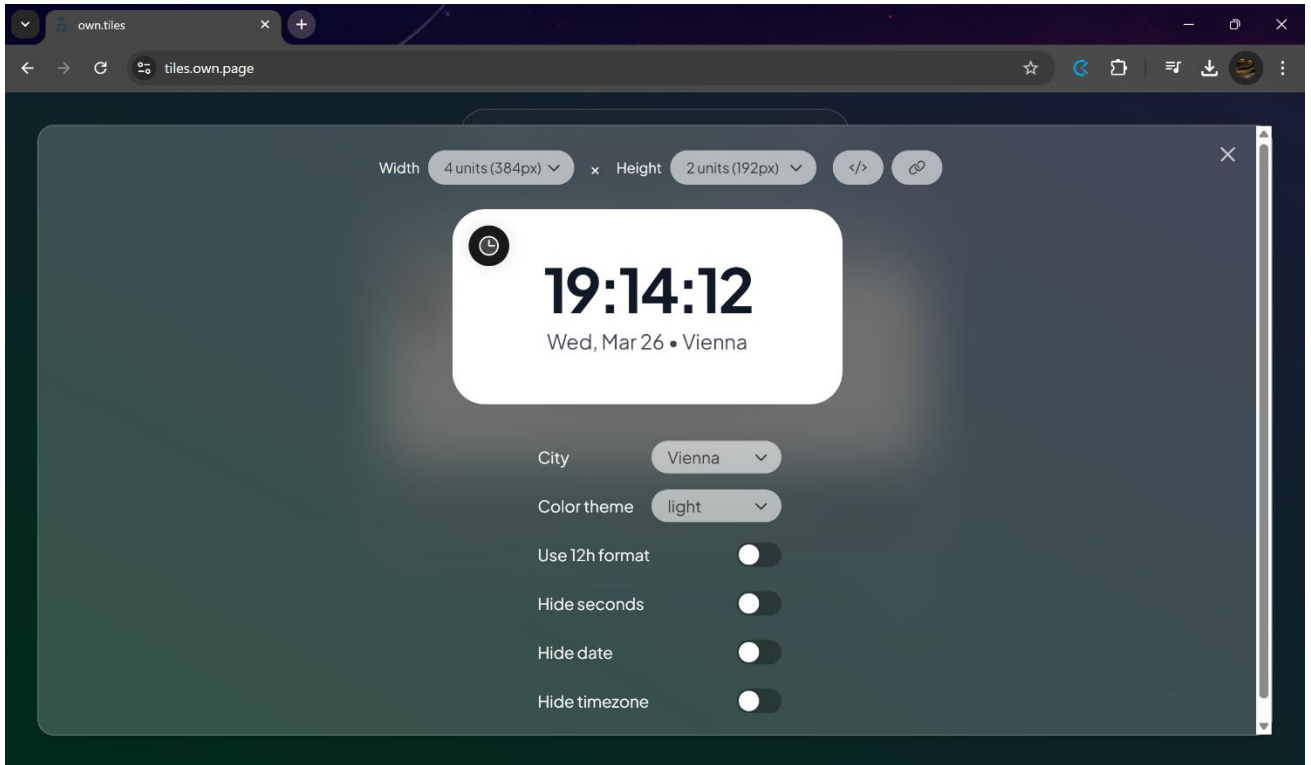 own.tiles
tiles.own.page
Width 4 units (384px) × Height 2 units (192px) </>
19:14:12
Wed, Mar 26 • Vienna
City Vienna
Color theme light
Use 12h format
Hide seconds
Hide date
Hide timezone